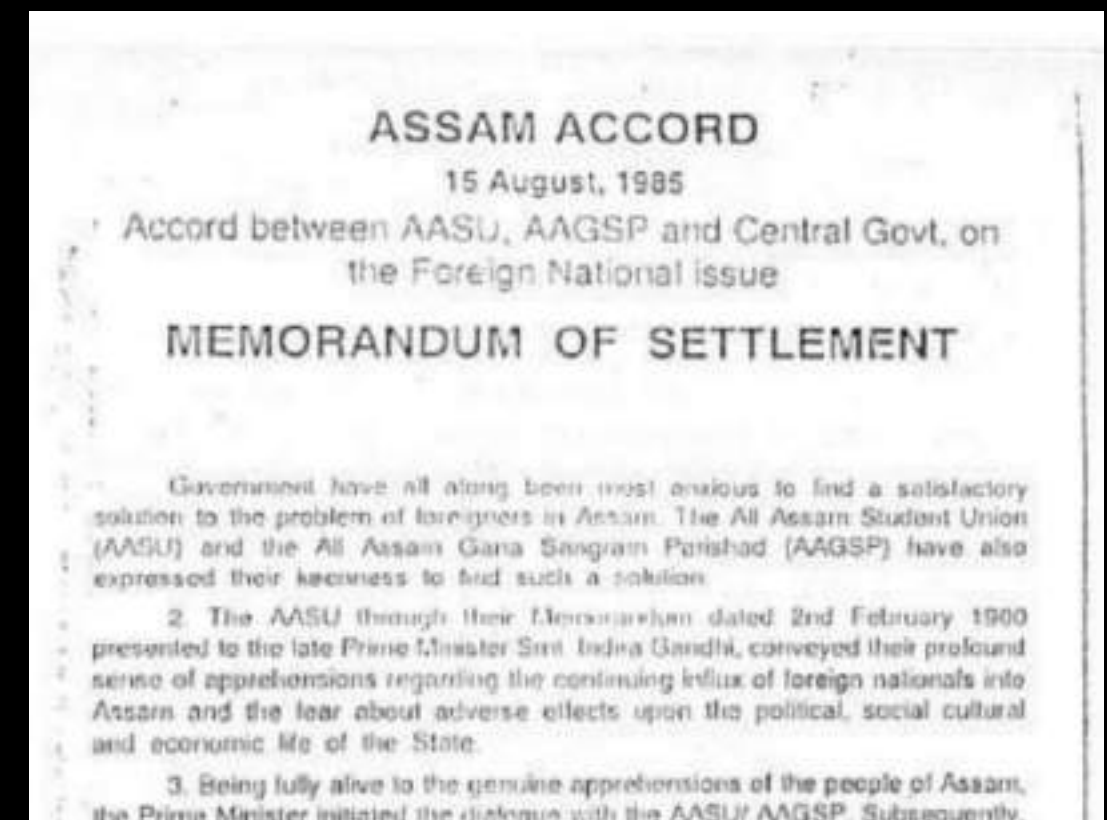 ASSAM ACCORD
15 August, 1985
Accord between AASU, AAGSP and Central Govt. on
the Foreign National issue
MEMORANDUM OF SETTLEMENT
Government have all along been most anxious to find a satisfactory
solution to the problem of foreigners in Assam. The All Assam Student Union
(AASU) and the All Assam Gana Sangram Parishad (AAGSP) have also
expressed their keenness to find such a solution.
2. The AASU through their Memorandum dated 2nd February 1900
presented to the late Prime Minister Smt. Indira Gandhi, conveyed their profound
sense of apprehensions regarding the continuing influx of foreign nationals into
Assam and the fear about adverse effects upon the political, social cultural
and economic life of the State.
3. Being fully alive to the genuine apprehensions of the people of Assam,
the Prime Minister initiated the dialogue with the AASU/ AAGSP. Subsequently,